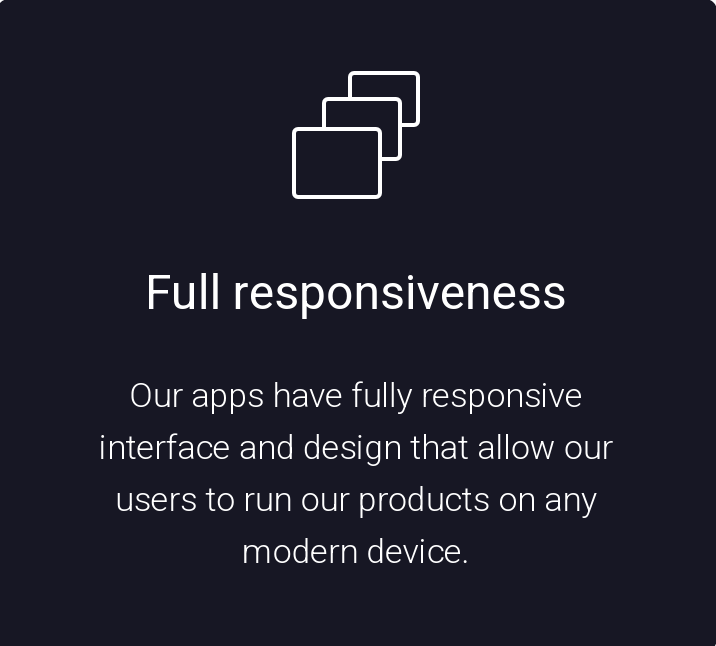 Full responsiveness
Our apps have fully responsive
interface and design that allow our
users to run our products on any
modern device.